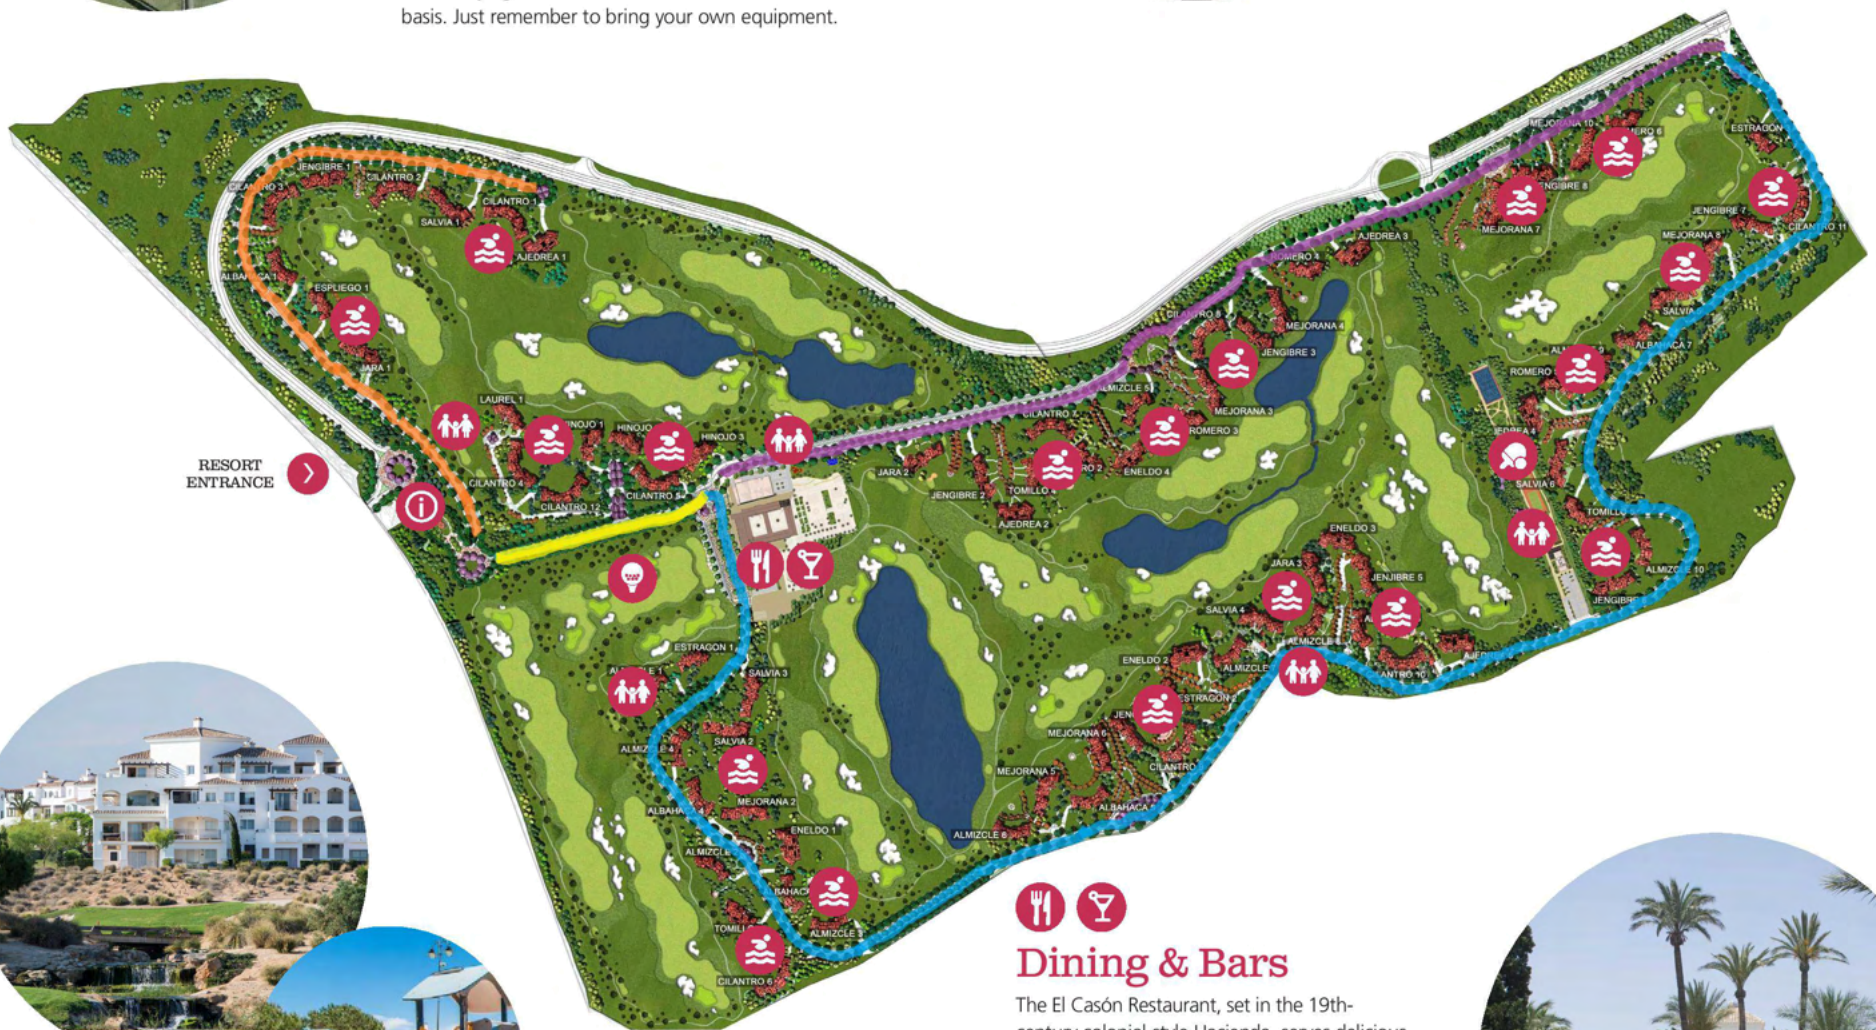 basis. Just remember to bring your own equipment.
MEJORANA 10
ESTRAGON
JENGIBRE 1
CILANTRO 2
CILANTRO 3
CILANTRO 1
SALVIA 1
AJEDREA 1
ESPLIEGO 1
JARA 1
JENGIBRE 7
MEJORANA 7
AJEDREA 3
CILANTRO 11
MEJORANA 8
ROMERO 4
MEJORANA 4
JENGIBRE 3
ALBAHACA 7
ROMERO
ALMIZCLE 5
MEJORANA 3
CILANTRO 7
ROMERO 3
LAUREL 1
HINOJO
HINOJO 3
RESORT
ENTRANCE
CILANTRO 4
CILANTRO 5
CILANTRO 12
JARA 2
JENGIBRE 2
TOMILLO 4
ENELDO 4
AJEDREA 2
SALVIA 6
ENELDO 3
JARA 3
JENJIBRE 5
ALMIZCLE 10
SALVIA 4
ESTRAGON 1
SALVIA 3
ENELDO 2
ALMIZCLE 4
SALVIA 2
MEJORANA 6
MEJORANA 5
CILANTRO
MEJORANA 2
ENELDO 1
ALMIZCLE 6
ALMIZCLE 3
CILANTRO 6
Dining & Bars
The El Casón Restaurant, set in the 19th-